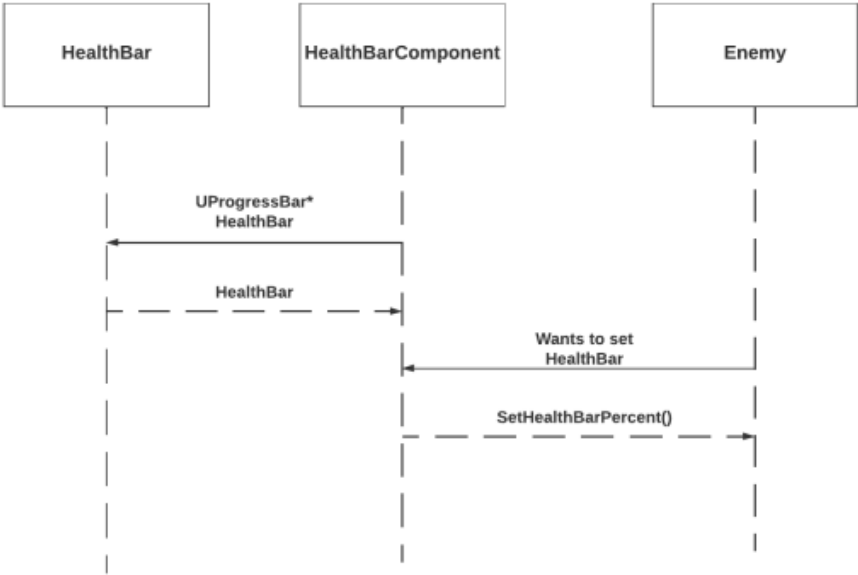 HealthBar
HealthBarComponent
Enemy
UProgressBar*
HealthBar
HealthBar
Wants to set
HealthBar
SetHealthBarPercent()